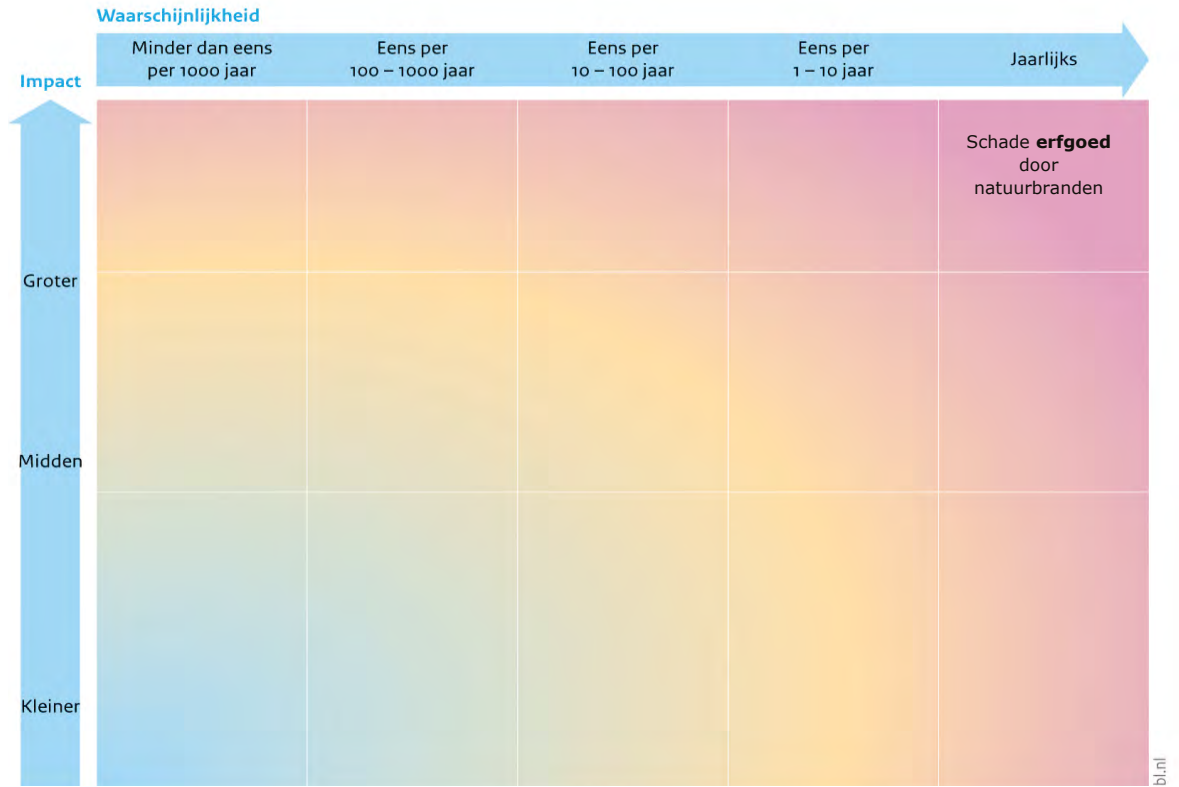 Waarschijnlijkheid
Minder dan eens
per 1000 jaar
Eens per
100 – 1000 jaar
Eens per
10 – 100 jaar
Eens per
1 – 10 jaar
Jaarlijks
Impact
Schade erfgoed
door
natuurbranden
Groter
Midden
Kleiner
bl.nl